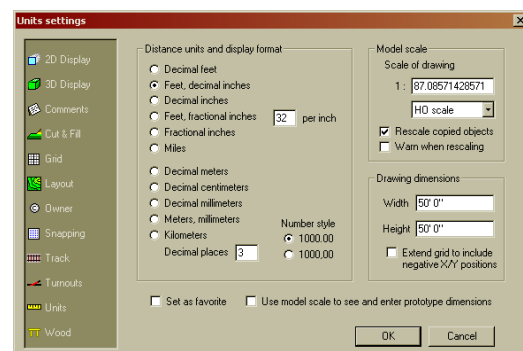 Units settings
2D Display
3D Display
Comments
Cut & Fill
Grid
Layout
Owner
Snapping
Track
Turnouts
Units
Wood
Distance units and display format
Decimal feet
Feet, decimal inches
Decimal inches
Feet, fractional inches 32 per inch
Fractional inches
Miles
Decimal meters
Decimal centimeters
Decimal millimeters
Meters, millimeters
Kilometers
Decimal places 3
Number style
1000.00
1000,00
Model scale
Scale of drawing
1 : 87.08571428571
HO scale
Rescale copied objects
Warn when rescaling
Drawing dimensions
Width 50' 0"
Height 50' 0"
Extend grid to include
negative X/Y positions
Set as favorite
Use model scale to see and enter prototype dimensions
OK
Cancel